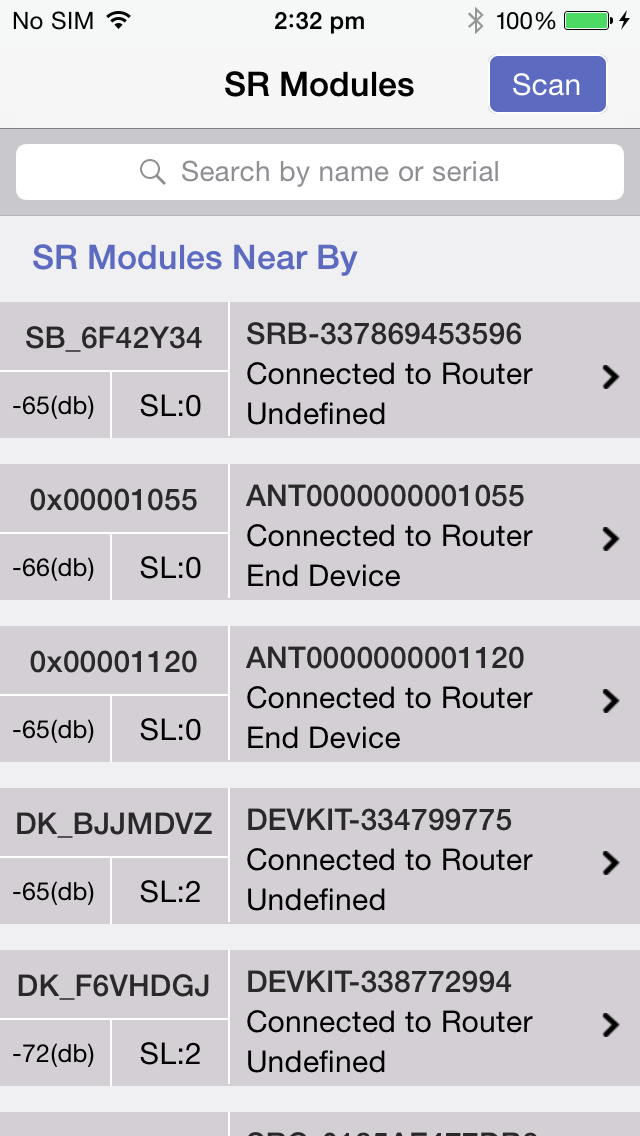 No SIM 2:32 pm 100%
SR Modules Scan
Search by name or serial
SR Modules Near By
SB_6F42Y34
-65(db) SL:0
SRB-337869453596
Connected to Router
Undefined
0x00001055
-66(db) SL:0
ANT0000000001055
Connected to Router
End Device
0x00001120
-65(db) SL:0
ANT0000000001120
Connected to Router
End Device
DK_BJJMDVZ
-65(db) SL:2
DEVKIT-334799775
Connected to Router
Undefined
DK_F6VHDGJ
-72(db) SL:2
DEVKIT-338772994
Connected to Router
Undefined